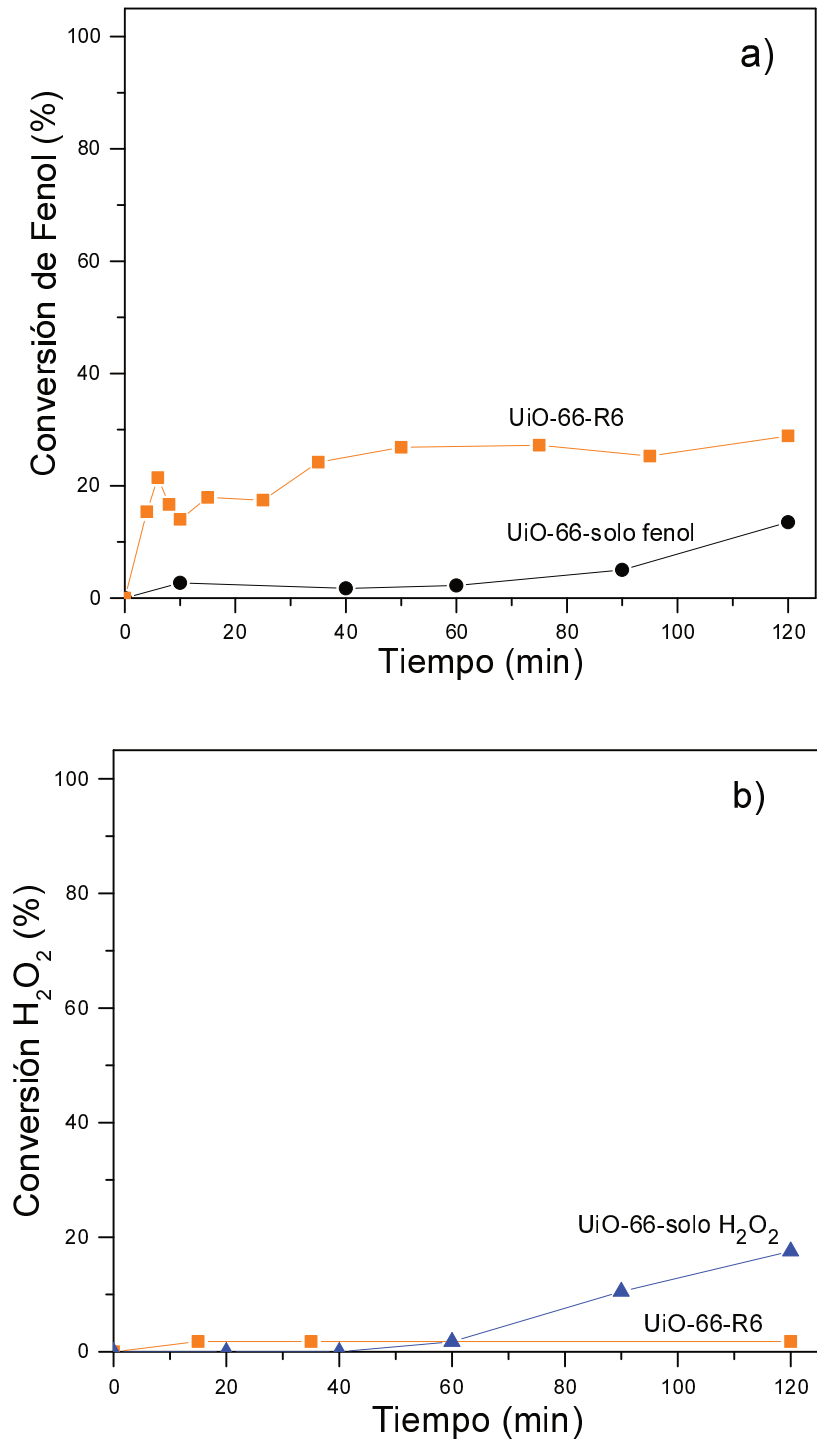 a)
Conversión de Fenol (%)
100
80
60
40
20
0
UiO-66-R6
UiO-66-solo fenol
0 20 40 60 80 100 120
Tiempo (min)
b)
Conversión H₂O₂ (%)
100
80
60
40
20
0
UiO-66-solo H₂O₂
UiO-66-R6
0 20 40 60 80 100 120
Tiempo (min)